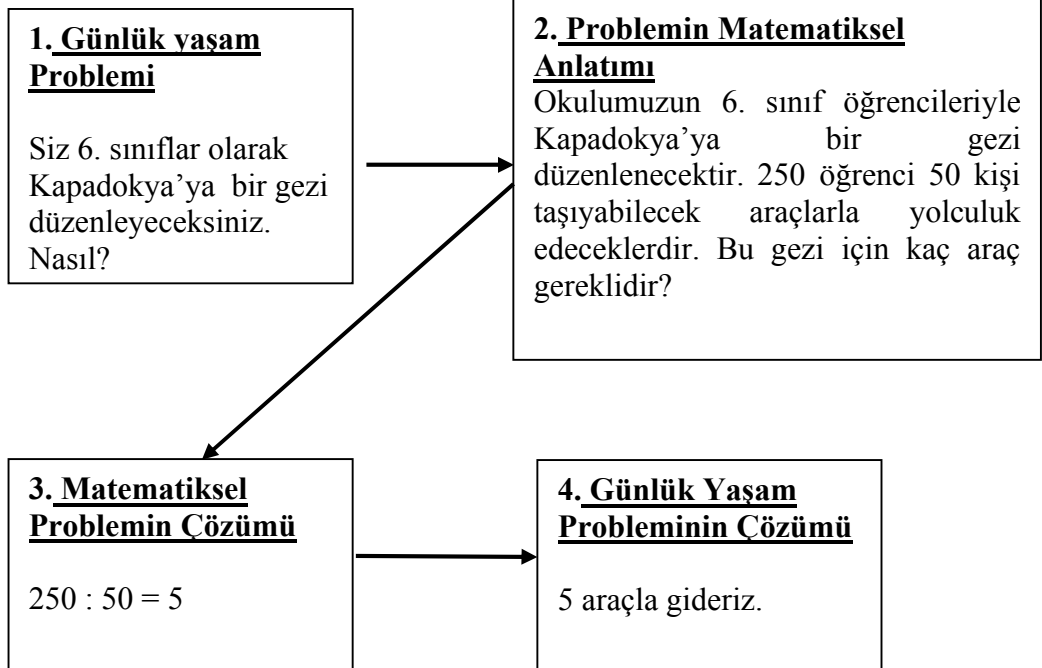 1. Günlük yaşam
Problemi
Siz 6. sınıflar olarak
Kapadokya’ya bir gezi
düzenleyeceksiniz.
Nasıl?
2. Problemin Matematiksel
Anlatımı
Okulumuzun 6. sınıf öğrencileriyle
Kapadokya’ya bir gezi
düzenlenecektir. 250 öğrenci 50 kişi
taşıyabilecek araçlarla yolculuk
edeceklerdir. Bu gezi için kaç araç
gereklidir?
3. Matematiksel
Problemin Çözümü
250 : 50 = 5
4. Günlük Yaşam
Probleminin Çözümü
5 araçla gideriz.